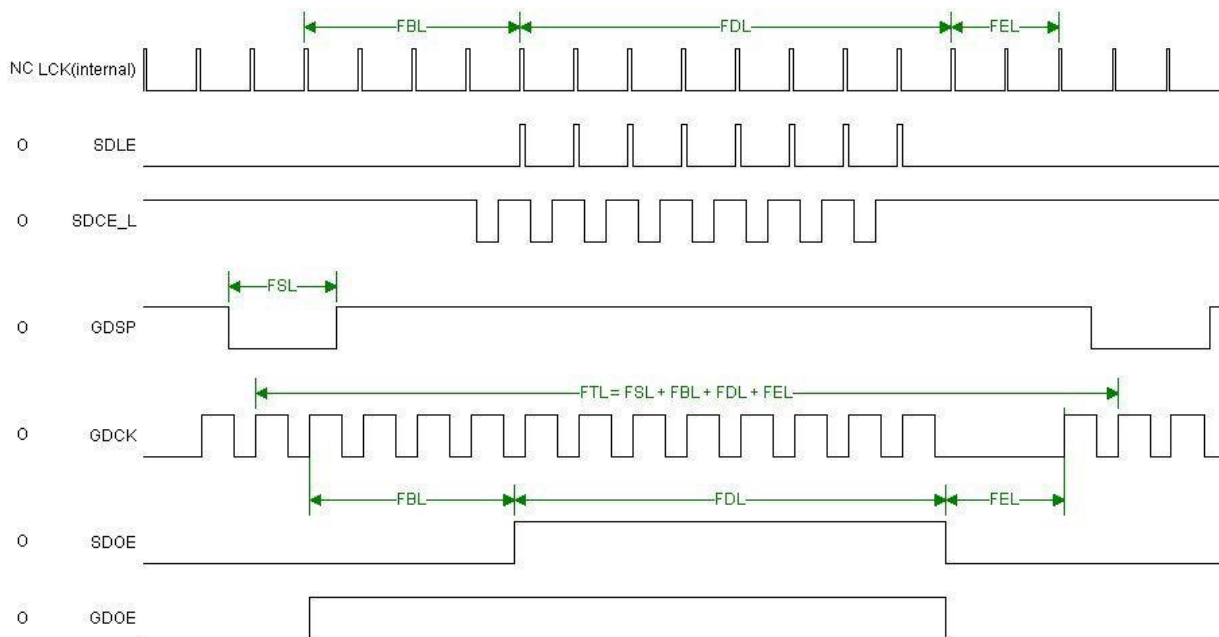 FBL FDL FEL
NC LCK(internal)
O SDLE
O SDCE_L
FSL
O GDSP
FTL = FSL + FBL + FDL + FEL
O GDCK
FBL FDL FEL
O SDOE
O GDOE